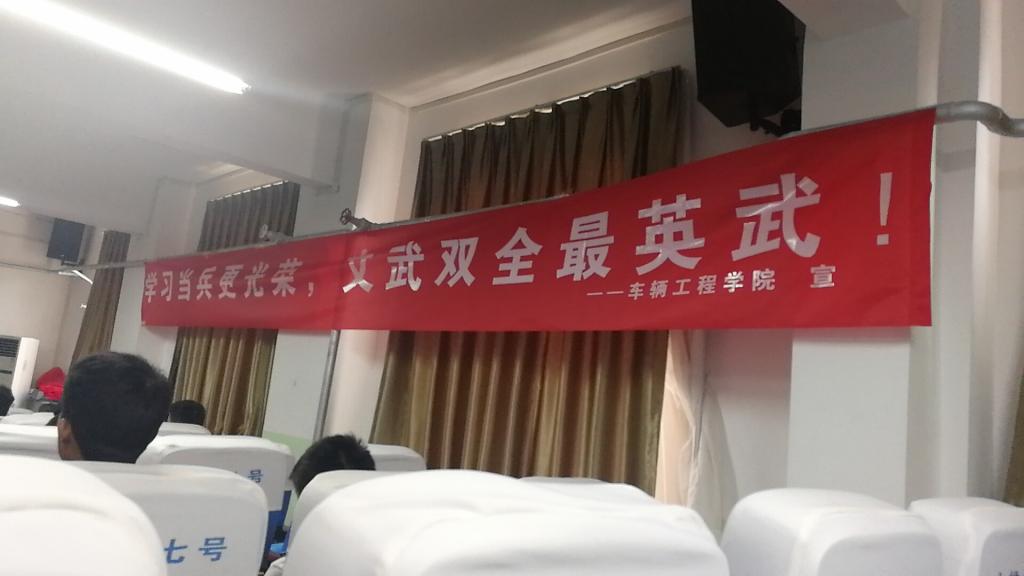 学习当兵更光荣，文武双全最英武！
——车辆工程学院 宣
号
七号